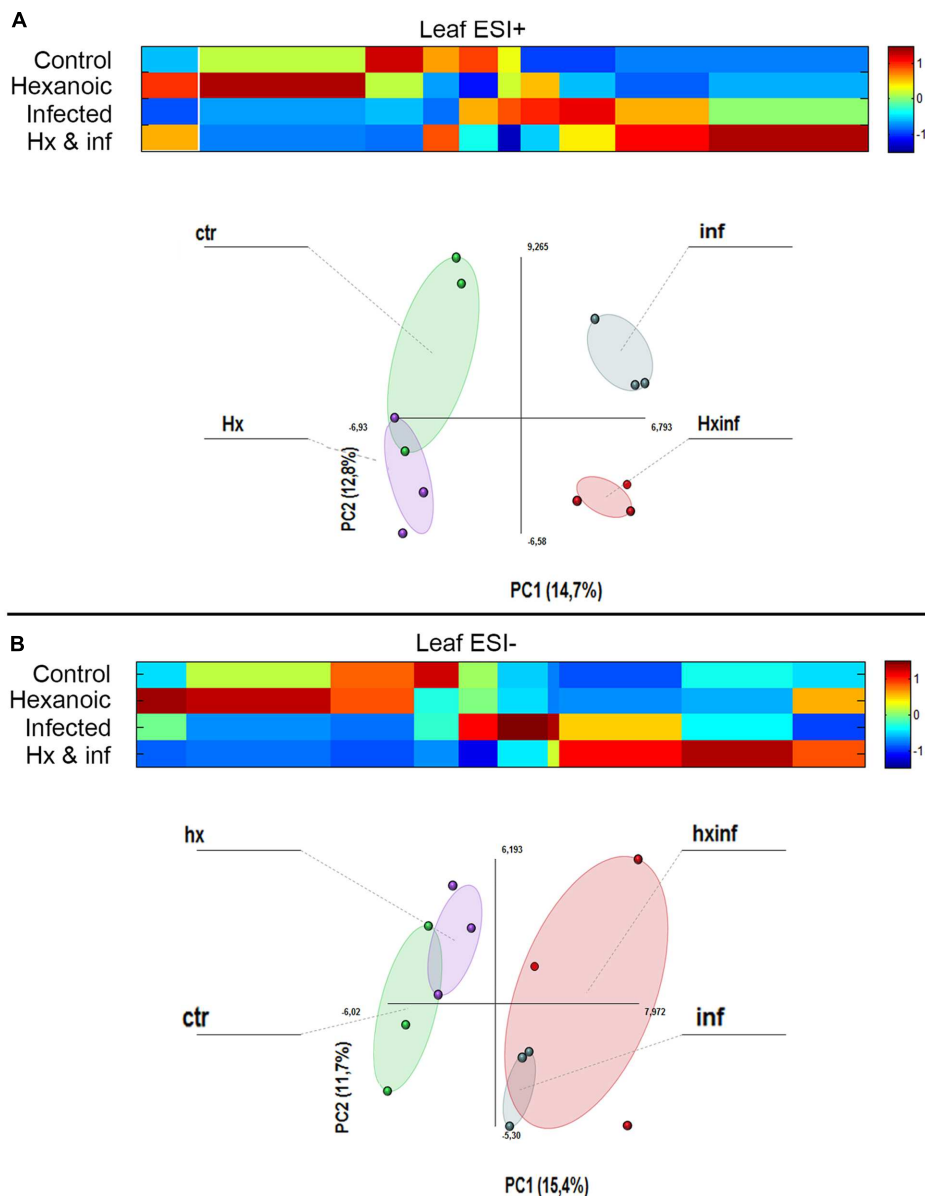 A
Leaf ESI+
Control
Hexanoic
Infected
Hx & inf
1
0
-1
ctr
inf
9,265
Hx
-6,93
6,793
Hxinf
PC2 (12,8%)
-6,58
PC1 (14,7%)
B
Leaf ESI-
Control
Hexanoic
Infected
Hx & inf
1
0
-1
hx
6,193
hxinf
ctr
-6,02
7,972
inf
PC2 (11,7%)
-5,30
PC1 (15,4%)